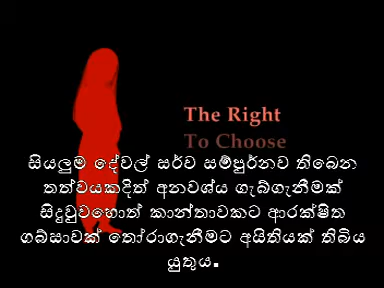 The Right
To Choose
සියලුම දේවල් සර්ව සම්පුර්නව තිබෙන
තත්වයකදිත් අනවශ්ය ගැබ්ගැනීමක්
සිදුවුවහොත් කාන්තාවකට ආරක්ෂිත
ගබ්සාවක් තෝරාගැනීමට අයිතියක් තිබිය
යුතුය.